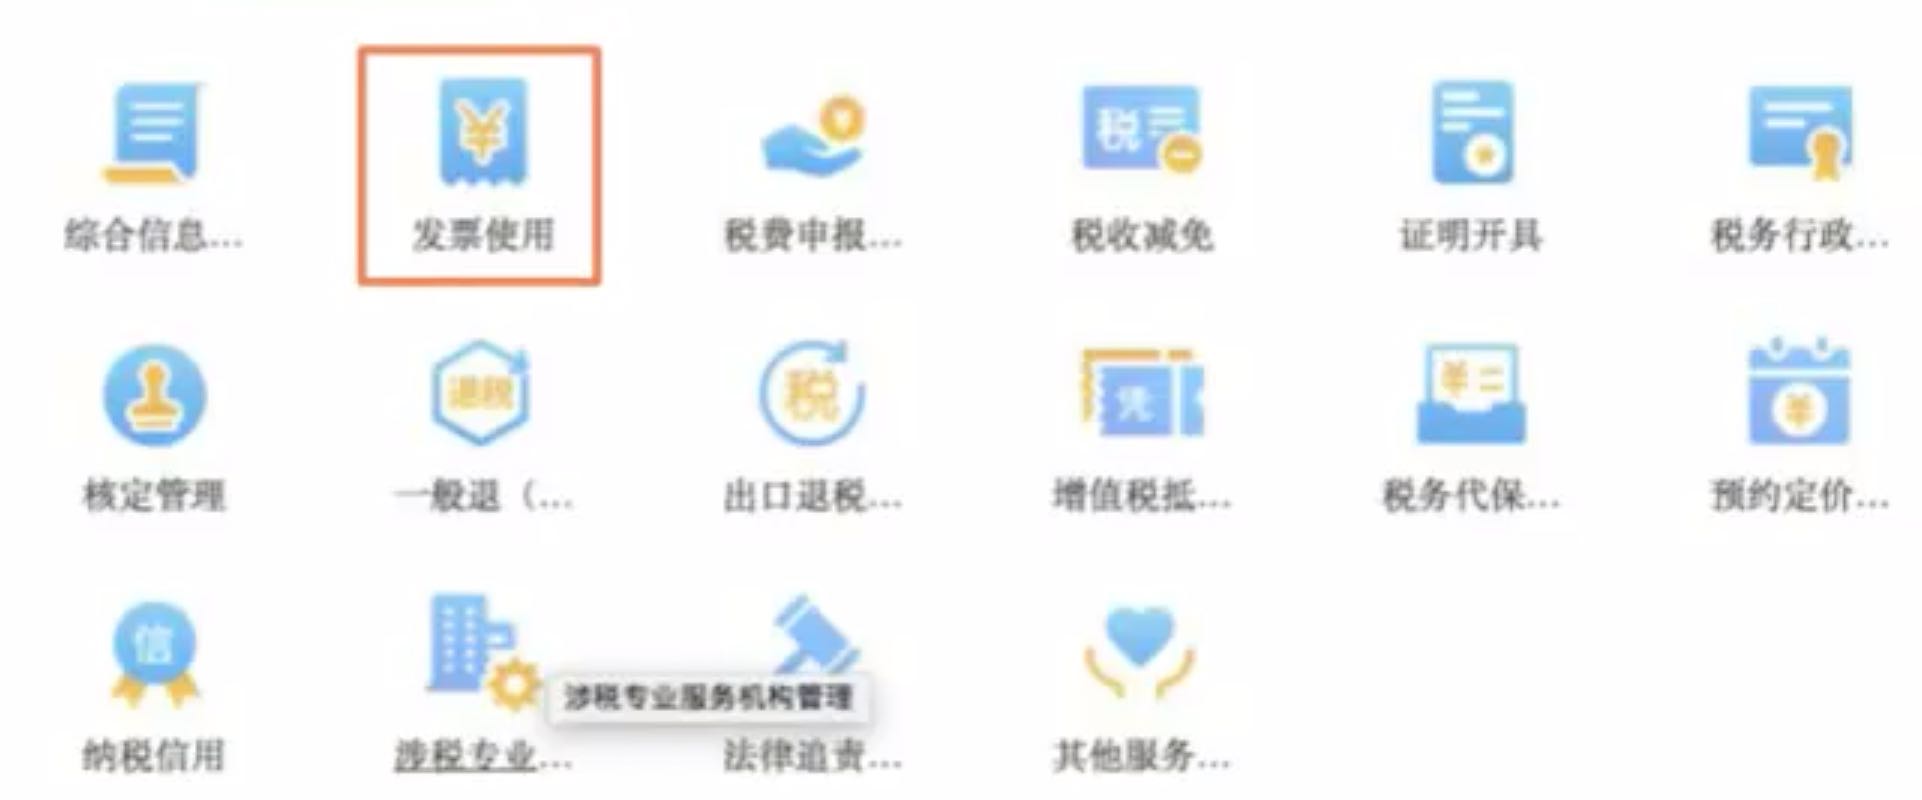 综合信息...
发票使用
税费申报...
税
税收减免
证明开具
税务行政...
核定管理
退税
一般退（...
税
出口退税...
凭
增值税抵...
税务代保...
预约定价...
信
纳税信用
涉税专业...
涉税专业服务机构管理
法律追责...
其他服务...